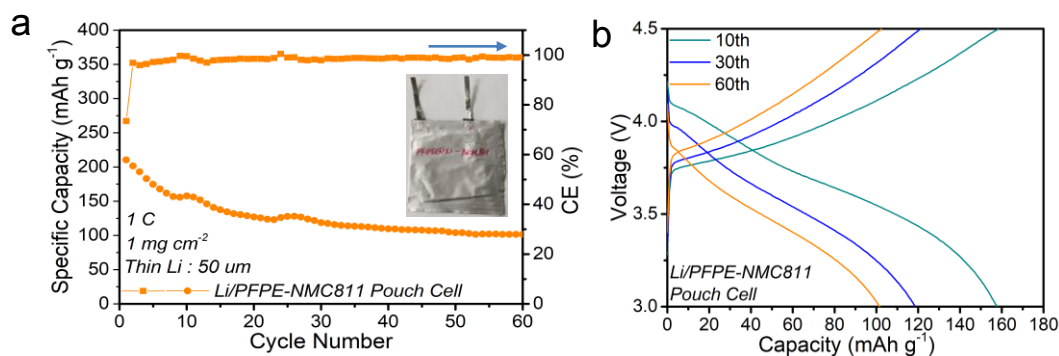 a
400
350
300
250
200
150
100
50
0
Specific Capacity (mAh g⁻¹)
0 10 20 30 40 50 60
Cycle Number
100
80
60
40
20
0
CE (%)
1 C
1 mg cm⁻²
Thin Li : 50 um
Li/PFPE-NMC811 Pouch Cell
b
4.5
4.0
3.5
3.0
Voltage (V)
10th
30th
60th
Li/PFPE-NMC811
Pouch Cell
0 20 40 60 80 100 120 140 160 180
Capacity (mAh g⁻¹)